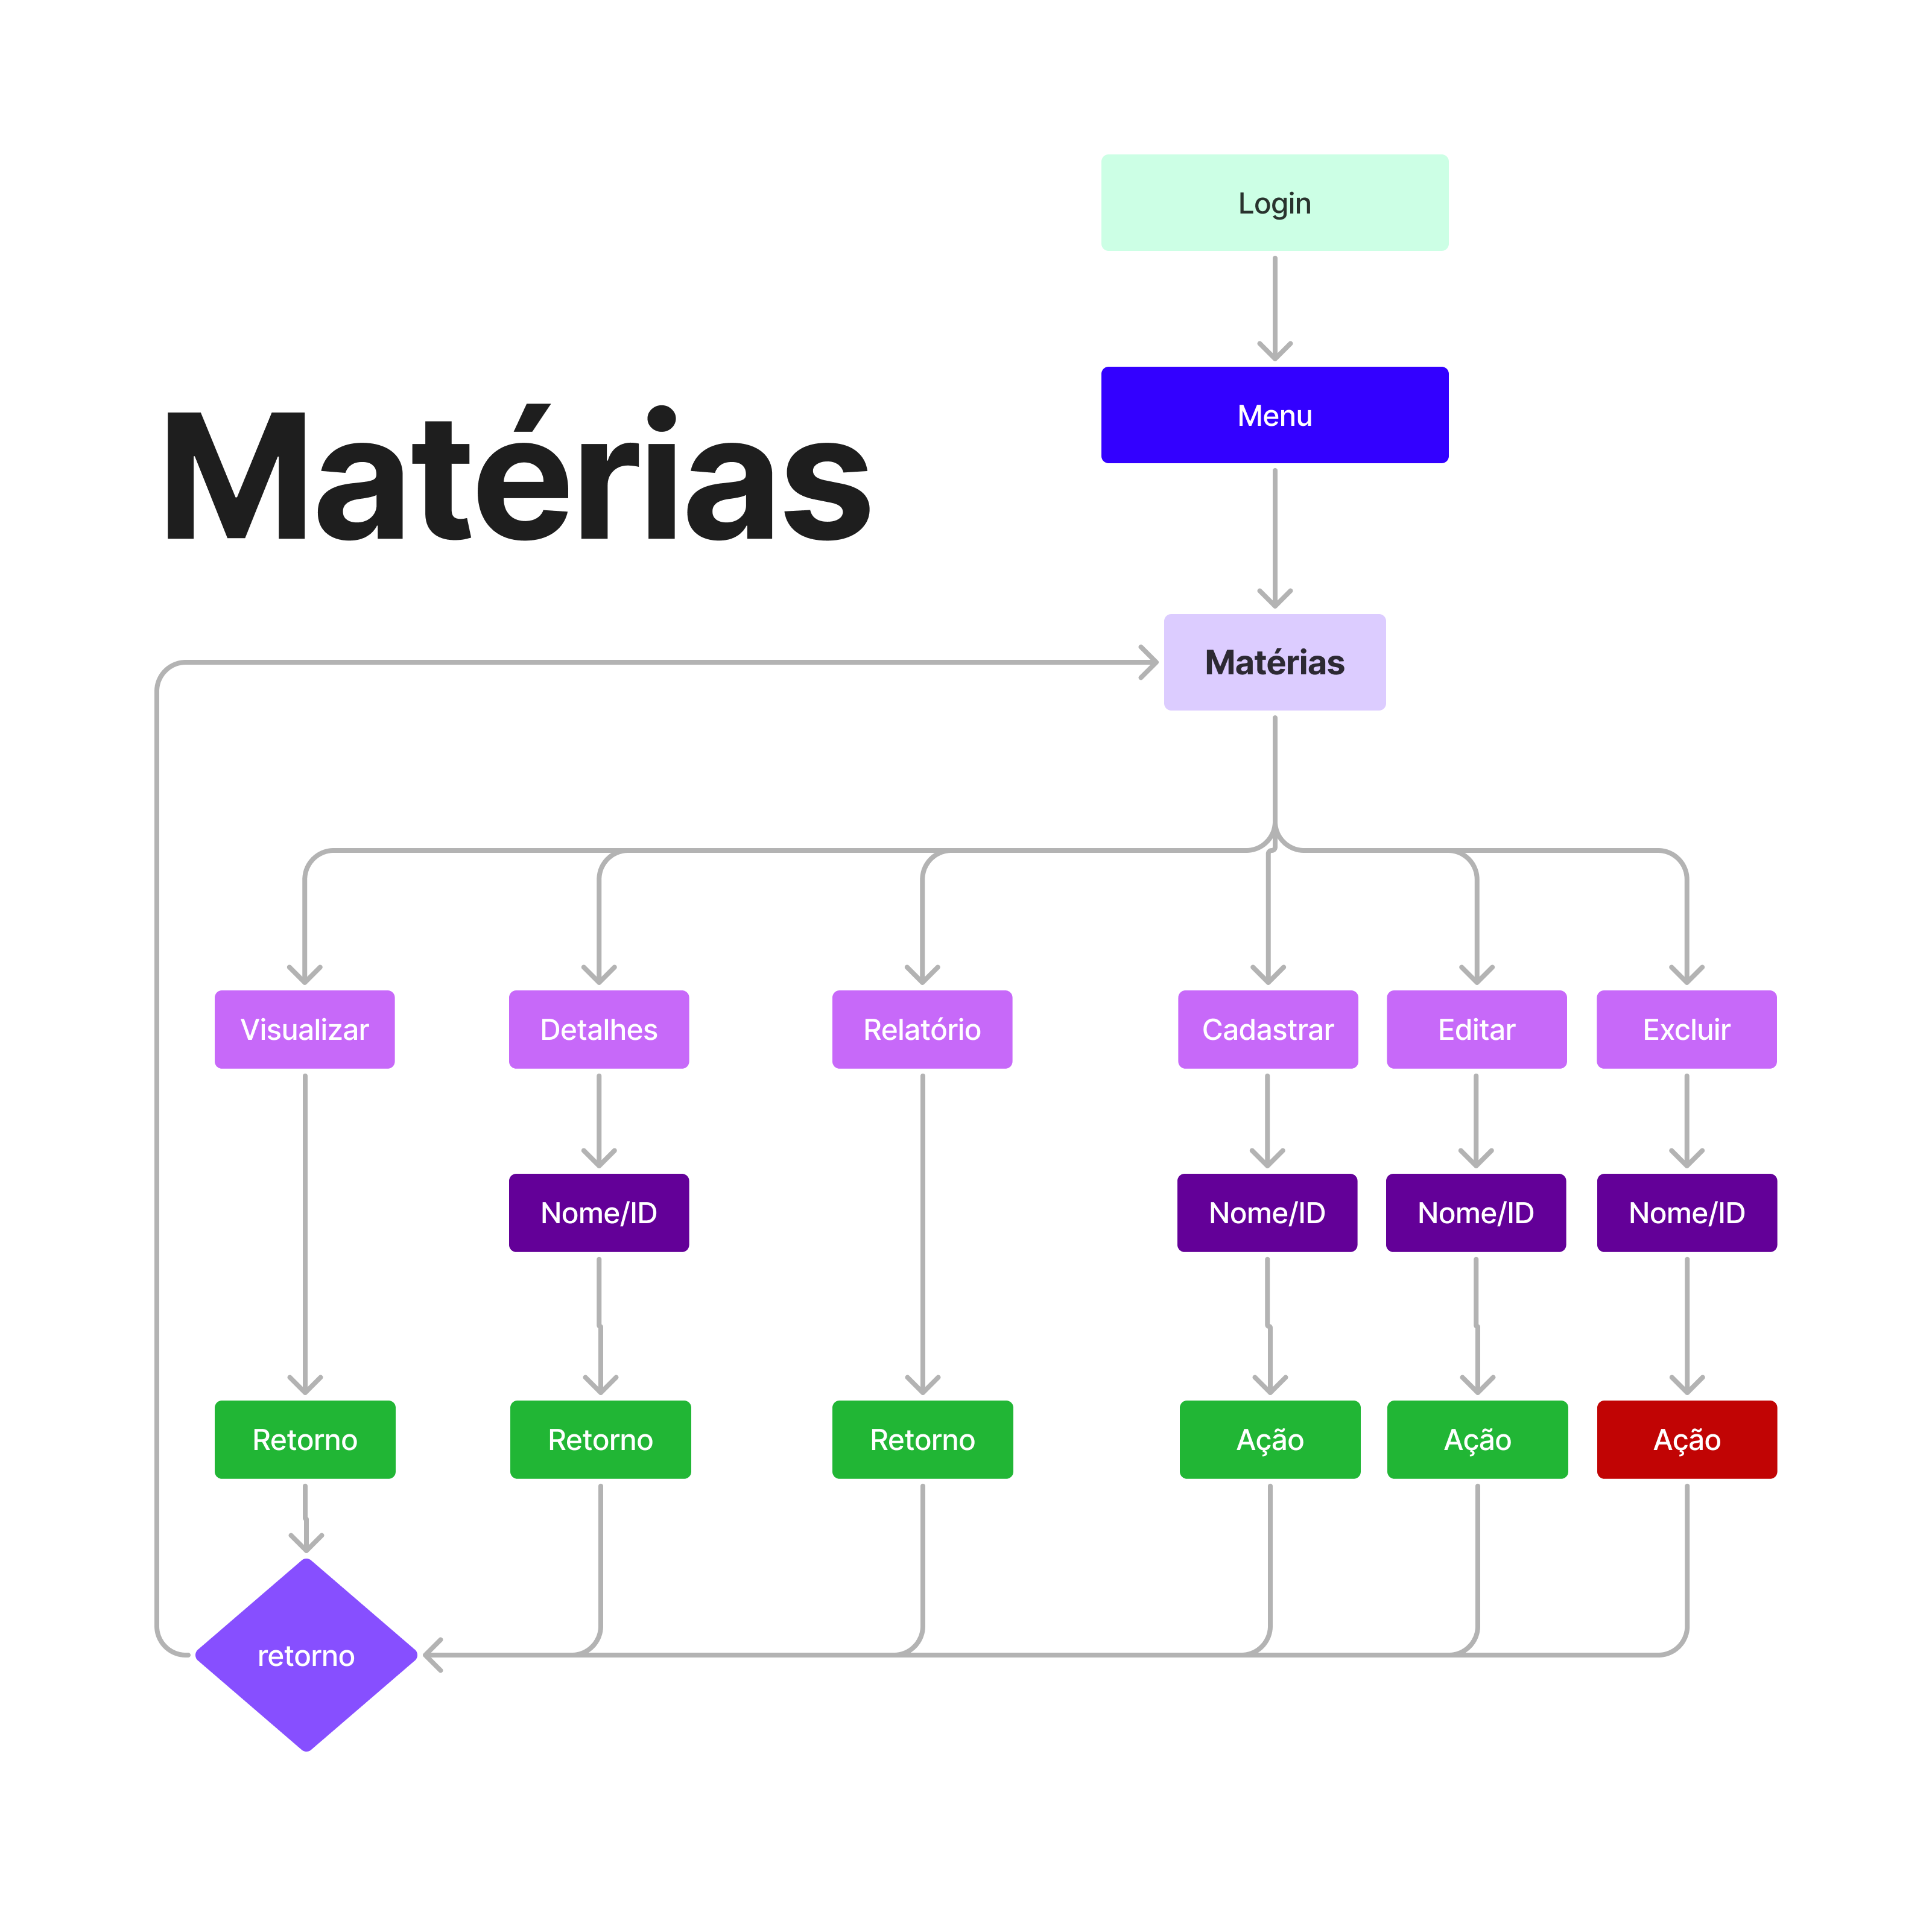 Login
Menu
Matérias
Matérias
Visualizar
Detalhes
Relatório
Cadastrar
Editar
Excluir
Nome/ID
Nome/ID
Nome/ID
Nome/ID
Retorno
Retorno
Retorno
Ação
Ação
Ação
retorno